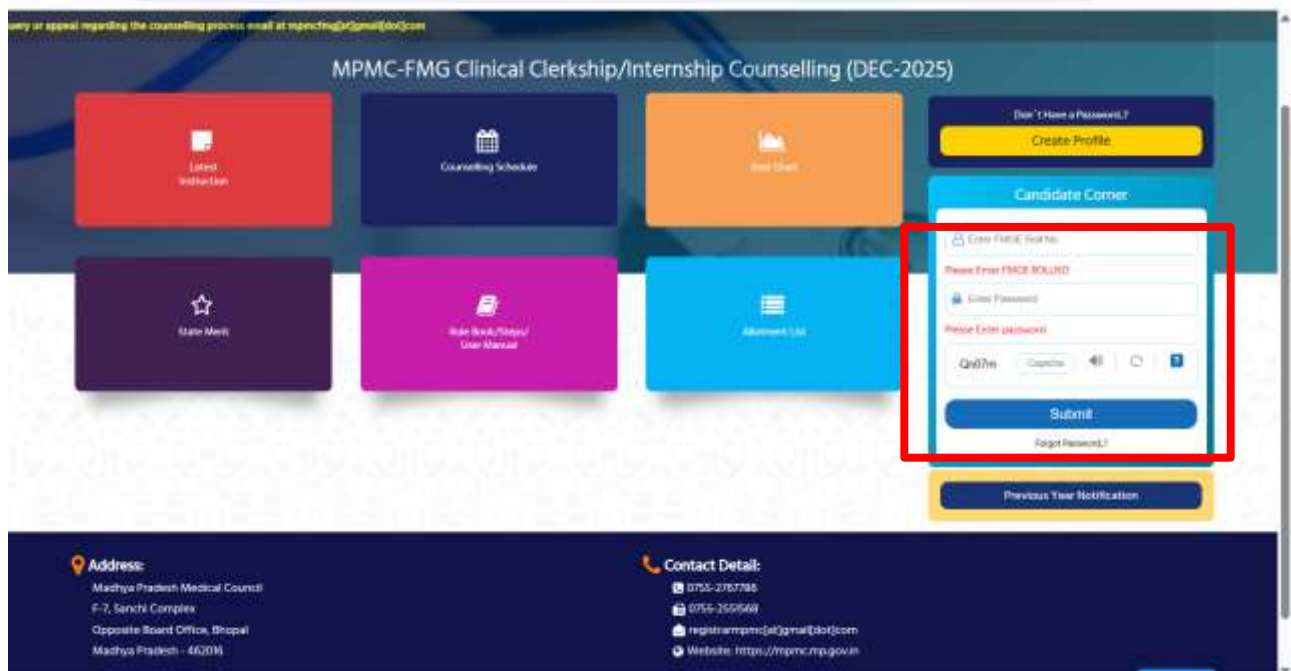 uery or appeal regarding the counselling process email at mpmcfmg[at]gmail[dot]com
MPMC-FMG Clinical Clerkship/Internship Counselling (DEC-2025)
Latest
Instruction
Counselling Schedule
Seat Chart
State Merit
Rule Book/Steps/
User Manual
Allotment List
Don't Have a Password.?
Create Profile
Candidate Corner
Enter FMGE Roll No.
Please Enter FMGE ROLLNO
Enter Password
Please Enter password
Qn07m
Captcha
?
Submit
Forgot Password.?
Previous Year Notification
Address:
Madhya Pradesh Medical Council
F-7, Sanchi Complex
Opposite Board Office, Bhopal
Madhya Pradesh - 462016
Contact Detail:
0755-2767786
0755-2551568
registrarmpmc[at]gmail[dot]com
Website: https://mpmc.mp.gov.in